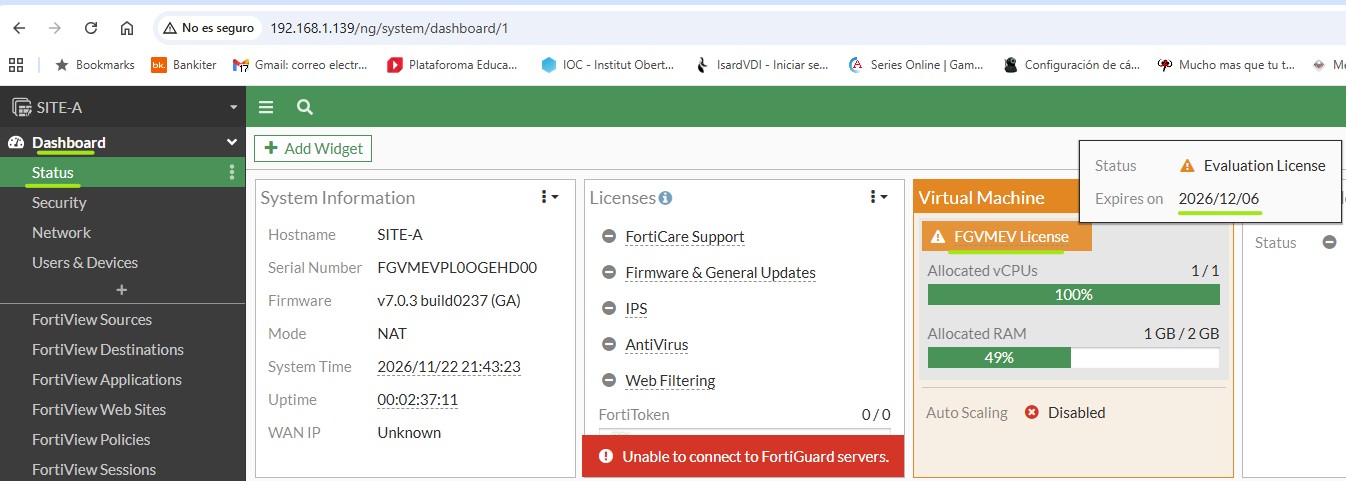 No es seguro 192.168.1.139/ng/system/dashboard/1
Bookmarks bk. Bankiter 17 Gmail: correo electr... Plataforoma Educa... IOC - Institut Obert... IsardVDI - Iniciar se... Series Online | Gam... Configuración de cá... Mucho mas que tu t... Me
SITE-A
Dashboard
Status
Security
Network
Users & Devices
+
FortiView Sources
FortiView Destinations
FortiView Applications
FortiView Web Sites
FortiView Policies
FortiView Sessions
+ Add Widget
System Information
Hostname SITE-A
Serial Number FGVMEVPL0OGEHD00
Firmware v7.0.3 build0237 (GA)
Mode NAT
System Time 2026/11/22 21:43:23
Uptime 00:02:37:11
WAN IP Unknown
Licenses
FortiCare Support
Firmware & General Updates
IPS
AntiVirus
Web Filtering
FortiToken 0 / 0
Unable to connect to FortiGuard servers.
Virtual Machine
FGVMEV License
Allocated vCPUs 1 / 1
100%
Allocated RAM 1 GB / 2 GB
49%
Auto Scaling Disabled
Status Evaluation License
Expires on 2026/12/06
Status